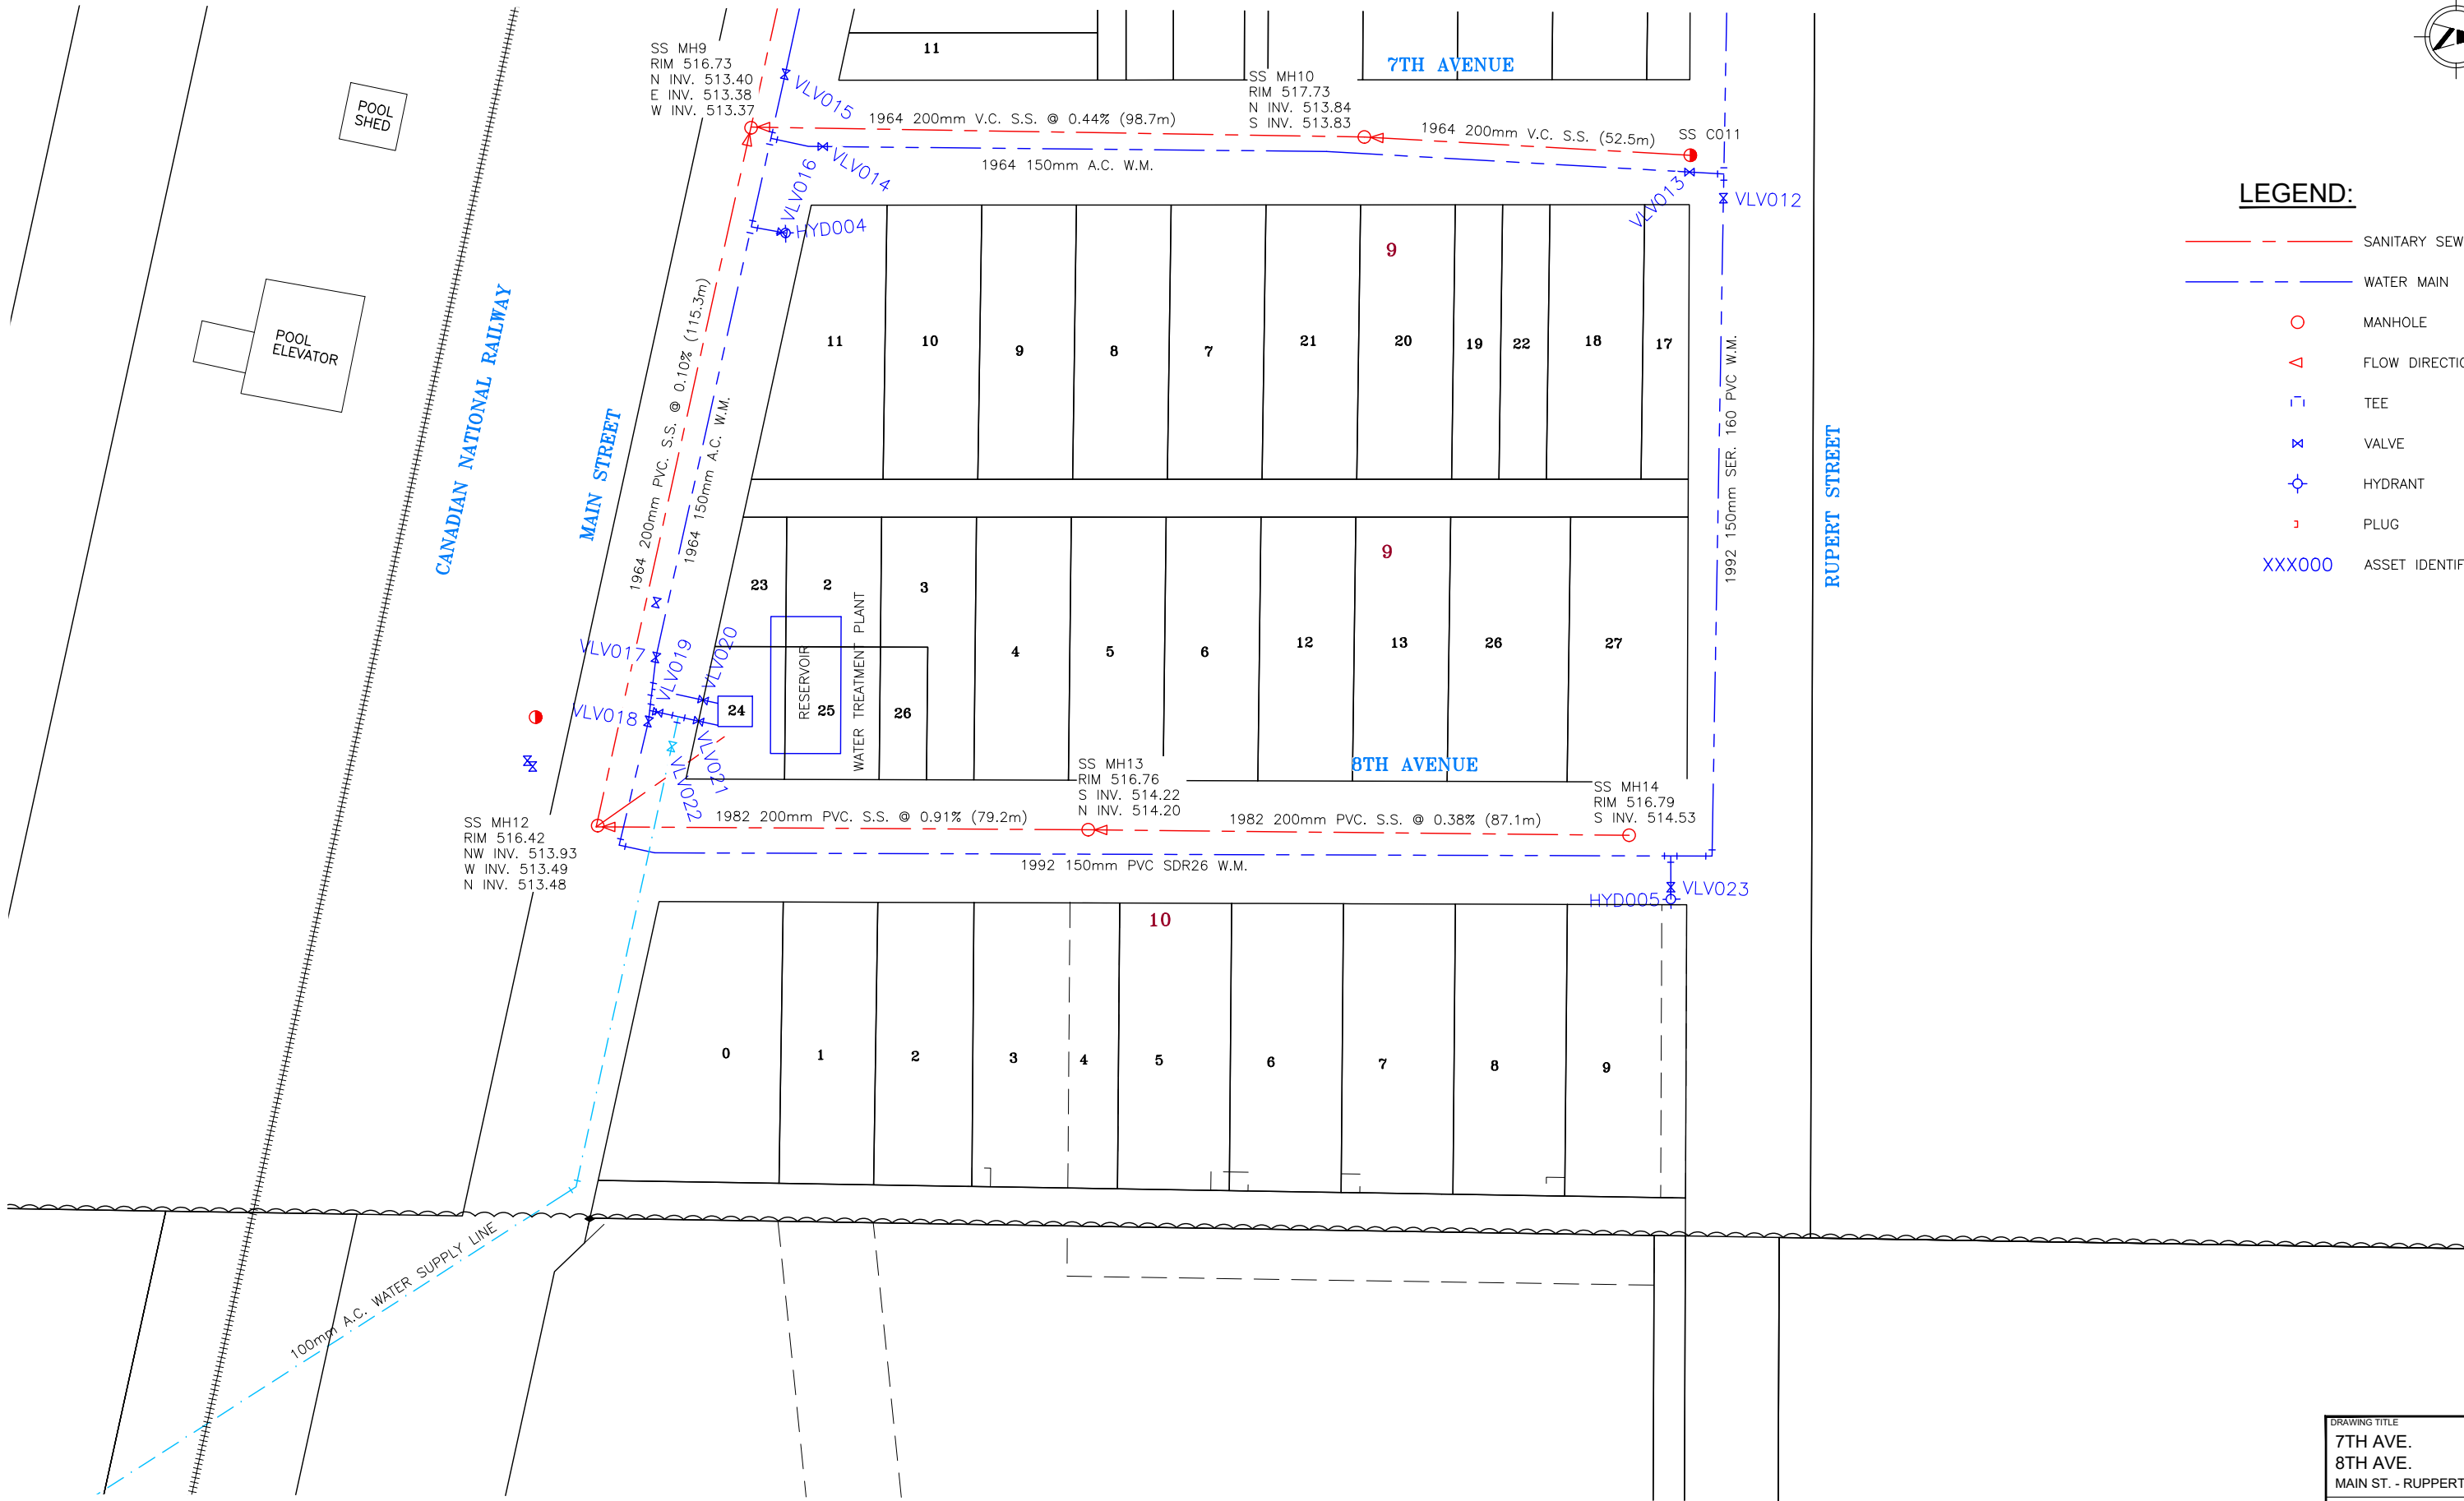 SS MH9
RIM 516.73
N INV. 513.40
E INV. 513.38
W INV. 513.37
VLV015
11
7TH AVENUE
SS MH10
RIM 517.73
N INV. 513.84
S INV. 513.83
1964 200mm V.C. S.S. @ 0.44% (98.7m)
1964 200mm V.C. S.S. (52.5m)
SS CO11
VLV014
VLV016
1964 150mm A.C. W.M.
VLV013
VLV012
HYD004
POOL
SHED
POOL
ELEVATOR
CANADIAN NATIONAL RAILWAY
MAIN STREET
1964 200mm PVC. S.S. @ 0.10% (115.3m)
1964 150mm A.C. W.M.
9
11
10
9
8
7
21
20
19
22
18
17
1992 150mm SER. 160 PVC W.M.
RUPERT STREET
LEGEND:
SANITARY SEW
WATER MAIN
MANHOLE
FLOW DIRECTIO
TEE
VALVE
HYDRANT
PLUG
XXX000
ASSET IDENTIF
9
23
2
3
4
5
6
12
13
26
27
VLV017
VLV019
VLV020
VLV018
24
RESERVOIR
25
WATER TREATMENT PLANT
26
VLV021
VLV022
8TH AVENUE
SS MH13
RIM 516.76
S INV. 514.22
N INV. 514.20
SS MH14
RIM 516.79
S INV. 514.53
SS MH12
RIM 516.42
NW INV. 513.93
W INV. 513.49
N INV. 513.48
1982 200mm PVC. S.S. @ 0.91% (79.2m)
1982 200mm PVC. S.S. @ 0.38% (87.1m)
1992 150mm PVC SDR26 W.M.
VLV023
HYD005
10
0
1
2
3
4
5
6
7
8
9
100mm A.C. WATER SUPPLY LINE
DRAWING TITLE
7TH AVE.
8TH AVE.
MAIN ST. - RUPPERT